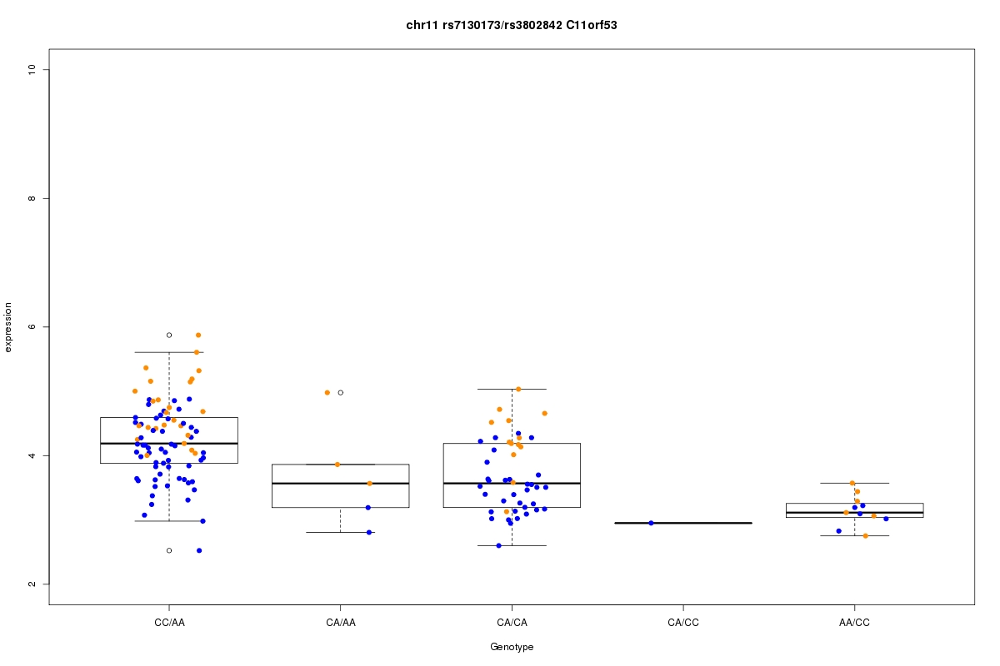 chr11 rs7130173/rs3802842 C11orf53
10
8
6
4
2
expression
CC/AA CA/AA CA/CA CA/CC AA/CC
Genotype